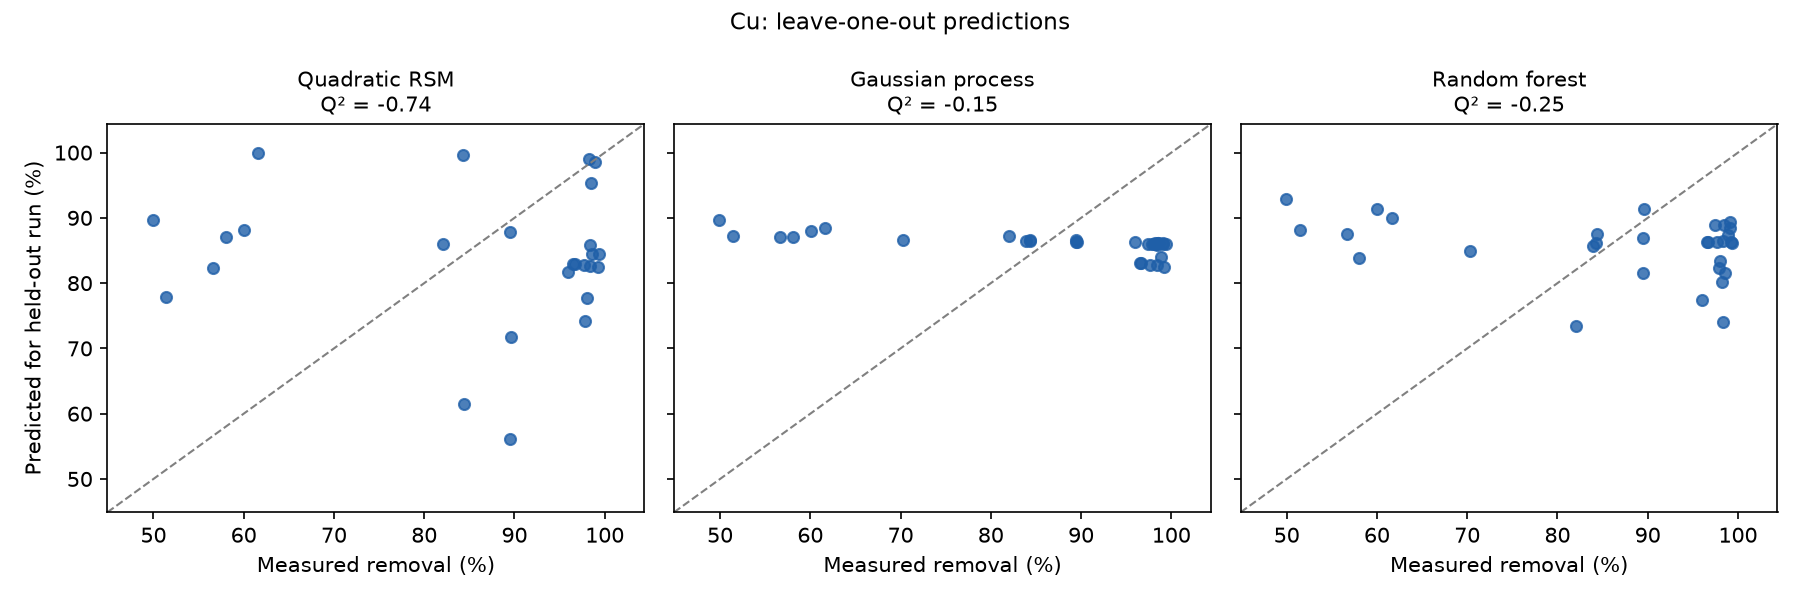 Cu: leave-one-out predictions
Quadratic RSM
Q² = -0.74
Gaussian process
Q² = -0.15
Random forest
Q² = -0.25
Predicted for held-out run (%)
100
90
80
70
60
50
50 60 70 80 90 100
50 60 70 80 90 100
50 60 70 80 90 100
Measured removal (%)
Measured removal (%)
Measured removal (%)